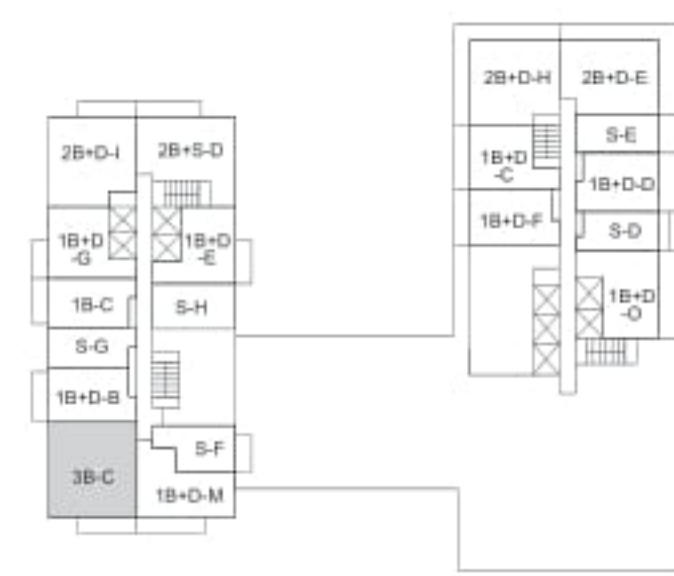 2B+D-I
2B+S-D
1B+D
-G
1B+D
-E
1B-C
S-H
S-G
1B+D-B
3B-C
S-F
1B+D-M
2B+D-H
2B+D-E
S-E
1B+D
-C
1B+D-D
1B+D-F
S-D
1B+D
-O